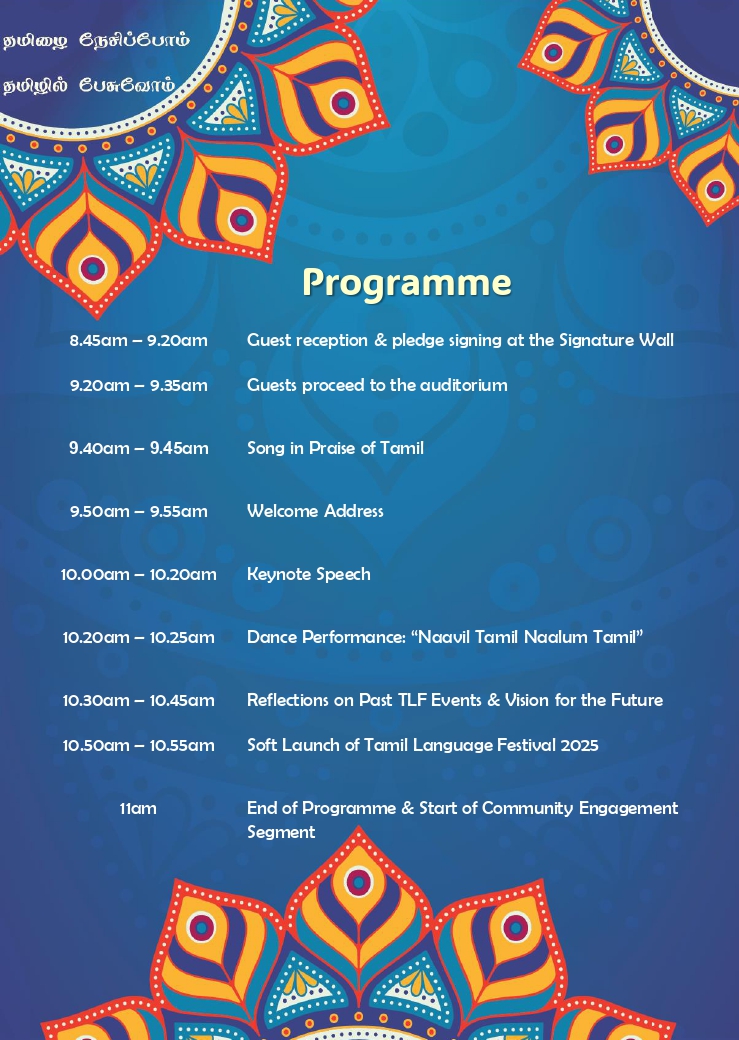 தமிழை நேசிப்போம்
தமிழில் பேசுவோம்
Programme
8.45am – 9.20am Guest reception & pledge signing at the Signature Wall
9.20am – 9.35am Guests proceed to the auditorium
9.40am – 9.45am Song in Praise of Tamil
9.50am – 9.55am Welcome Address
10.00am – 10.20am Keynote Speech
10.20am – 10.25am Dance Performance: “Naavil Tamil Naalum Tamil”
10.30am – 10.45am Reflections on Past TLF Events & Vision for the Future
10.50am – 10.55am Soft Launch of Tamil Language Festival 2025
11am End of Programme & Start of Community Engagement
Segment